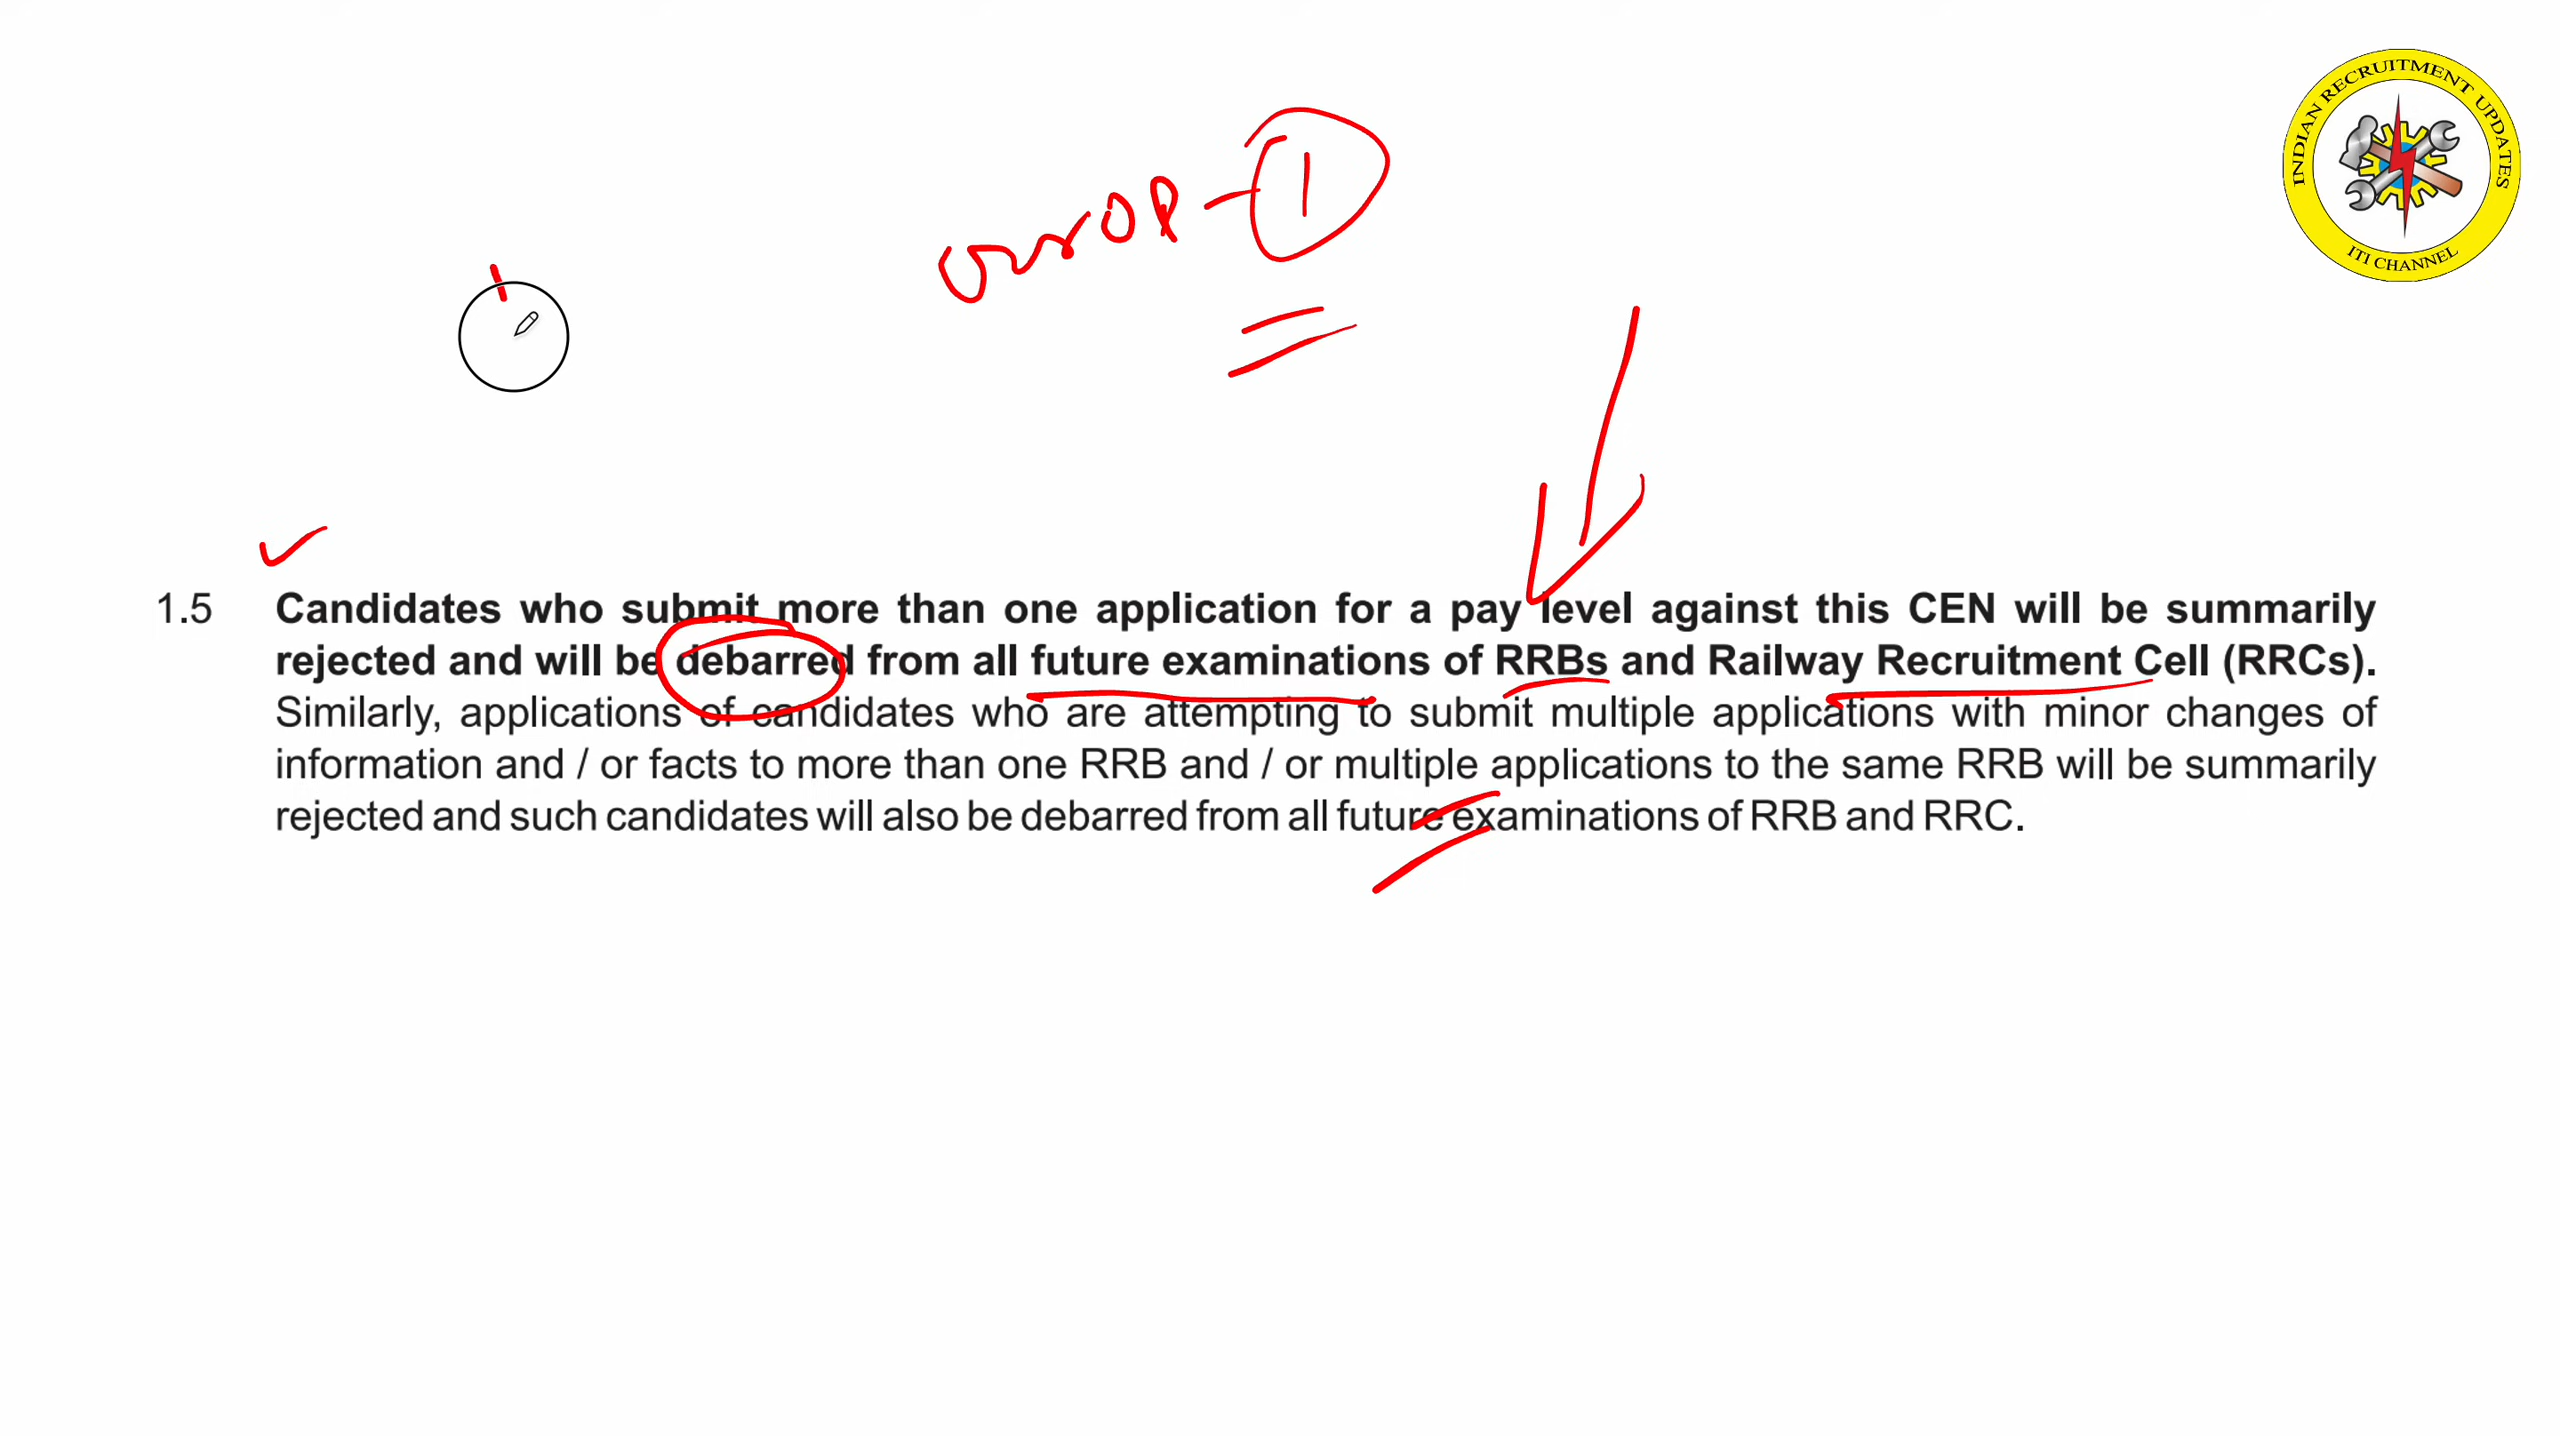 INDIAN RECRUITMENT UPDATES
ITI CHANNEL
1
1.5 Candidates who submit more than one application for a pay level against this CEN will be summarily
rejected and will be debarred from all future examinations of RRBs and Railway Recruitment Cell (RRCs).
Similarly, applications of candidates who are attempting to submit multiple applications with minor changes of
information and / or facts to more than one RRB and / or multiple applications to the same RRB will be summarily
rejected and such candidates will also be debarred from all future examinations of RRB and RRC.